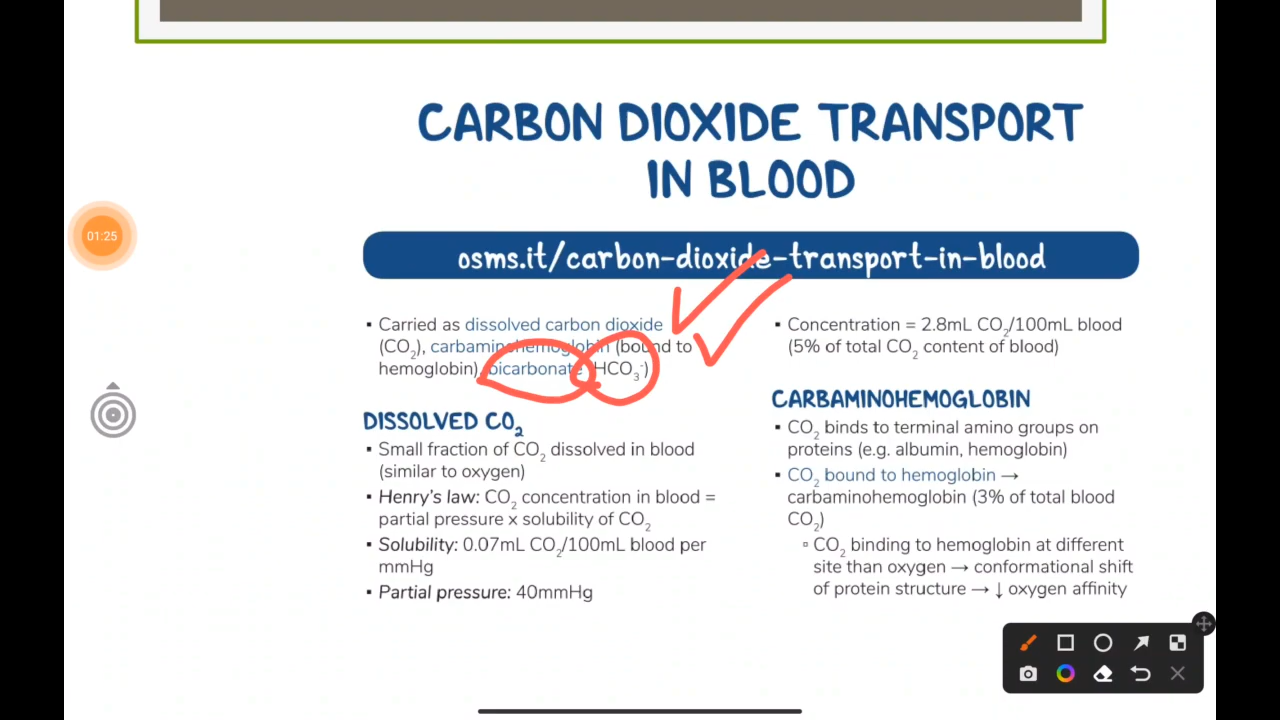 CARBON DIOXIDE TRANSPORT
IN BLOOD
osms.it/carbon-dioxide-transport-in-blood
01:25
▪ Carried as dissolved carbon dioxide
(CO₂), carbaminohemoglobin (bound to
hemoglobin), bicarbonate (HCO₃⁻)
DISSOLVED CO₂
▪ Small fraction of CO₂ dissolved in blood
(similar to oxygen)
▪ Henry's law: CO₂ concentration in blood =
partial pressure x solubility of CO₂
▪ Solubility: 0.07mL CO₂/100mL blood per
mmHg
▪ Partial pressure: 40mmHg
▪ Concentration = 2.8mL CO₂/100mL blood
(5% of total CO₂ content of blood)
CARBAMINOHEMOGLOBIN
▪ CO₂ binds to terminal amino groups on
proteins (e.g. albumin, hemoglobin)
▪ CO₂ bound to hemoglobin →
carbaminohemoglobin (3% of total blood
CO₂)
▫ CO₂ binding to hemoglobin at different
site than oxygen → conformational shift
of protein structure → ↓ oxygen affinity